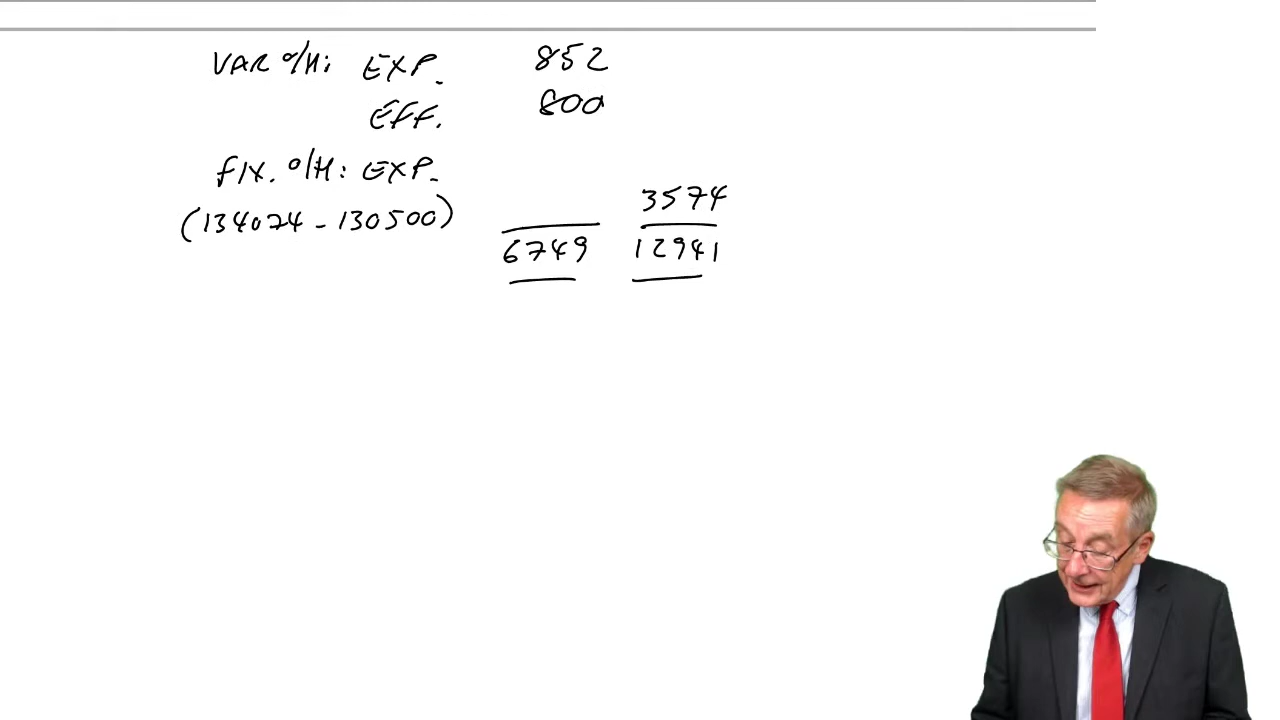 VAR O/H: EXP. 852
EFF. 800
FIX. O/H: EXP.
(134074 - 130500) 3574
6749 12941